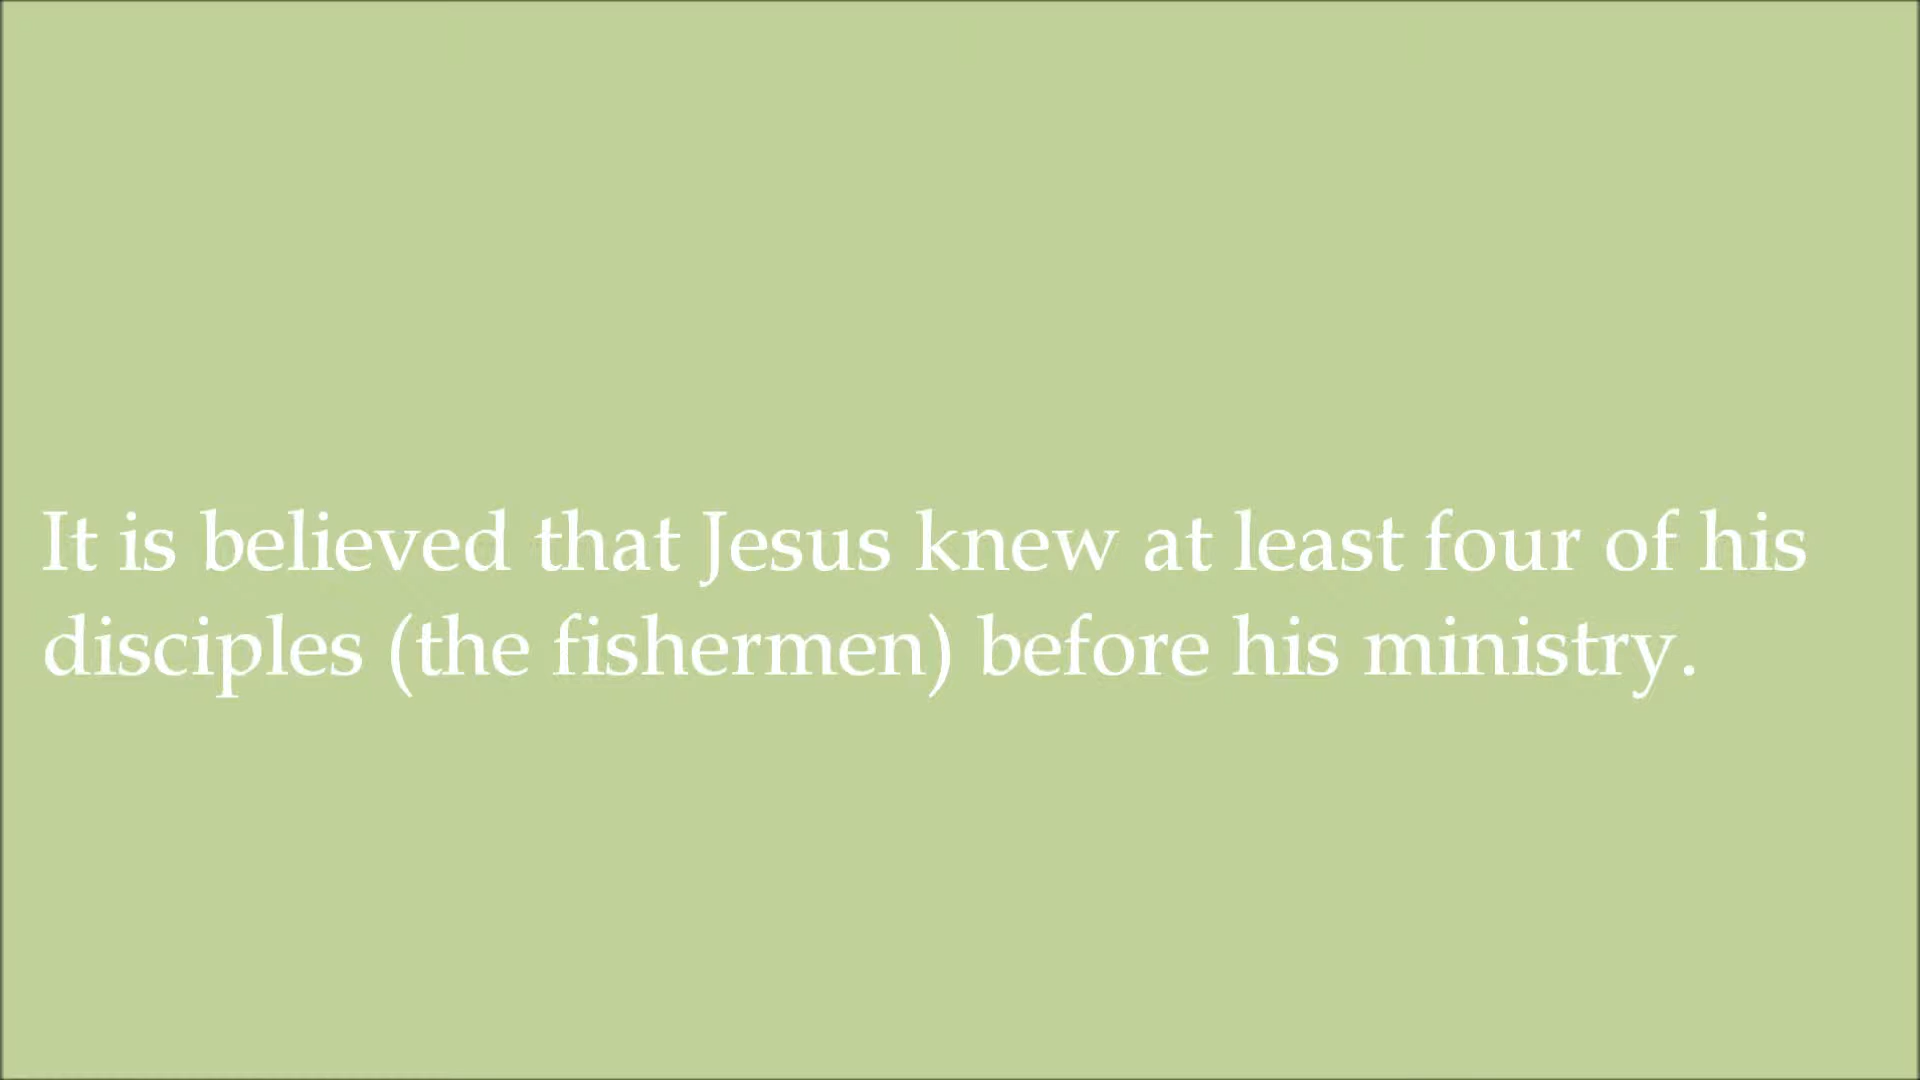 It is believed that Jesus knew at least four of his
disciples (the fishermen) before his ministry.